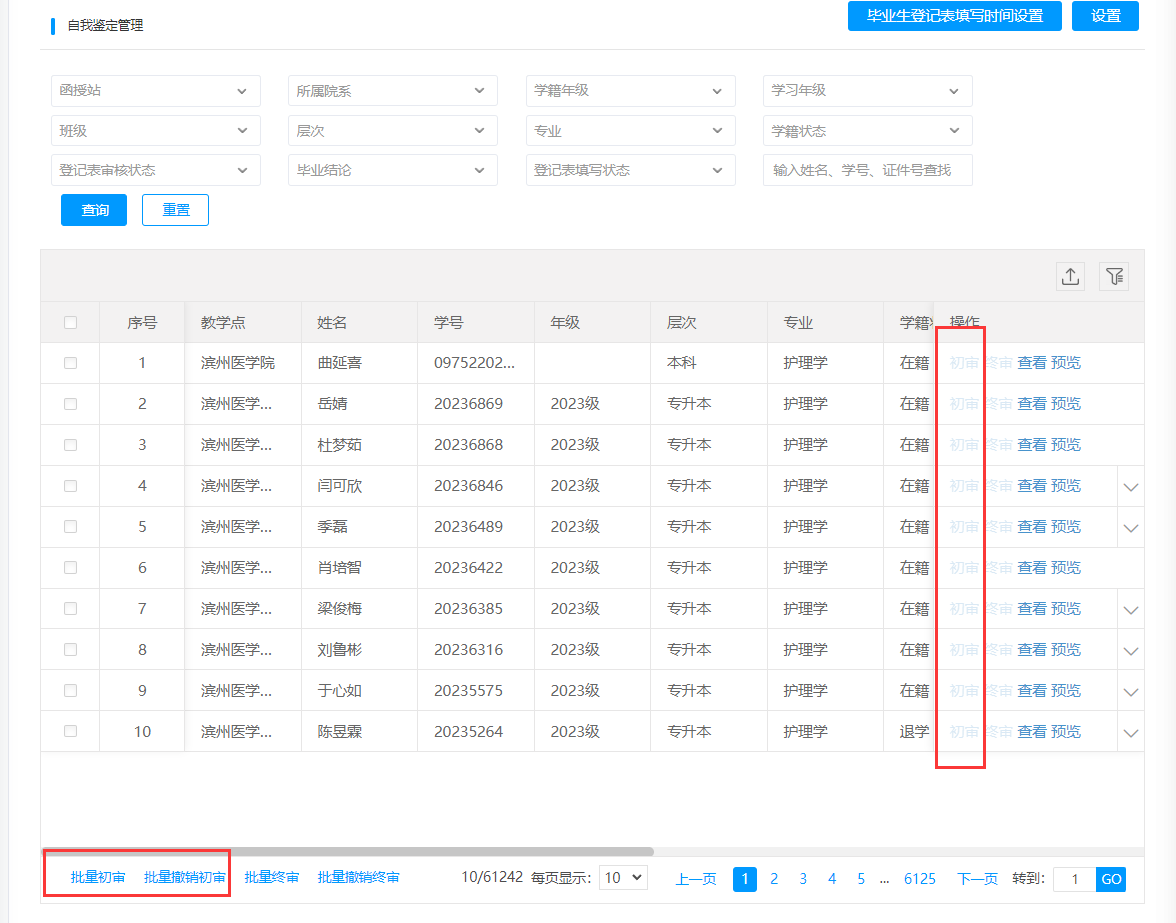 自我鉴定管理 毕业生登记表填写时间设置 设置
函授站 所属院系 学籍年级 学习年级
班级 层次 专业 学籍状态
登记表审核状态 毕业结论 登记表填写状态 输入姓名、学号、证件号查找
查询 重置
序号 教学点 姓名 学号 年级 层次 专业 学籍 操作
1 滨州医学院 曲延喜 09752202... 本科 护理学 在籍 初审 终审 查看 预览
2 滨州医学... 岳婧 20236869 2023级 专升本 护理学 在籍 初审 终审 查看 预览
3 滨州医学... 杜梦茹 20236868 2023级 专升本 护理学 在籍 初审 终审 查看 预览
4 滨州医学... 闫可欣 20236846 2023级 专升本 护理学 在籍 初审 终审 查看 预览
5 滨州医学... 季磊 20236489 2023级 专升本 护理学 在籍 初审 终审 查看 预览
6 滨州医学... 肖培智 20236422 2023级 专升本 护理学 在籍 初审 终审 查看 预览
7 滨州医学... 梁俊梅 20236385 2023级 专升本 护理学 在籍 初审 终审 查看 预览
8 滨州医学... 刘鲁彬 20236316 2023级 专升本 护理学 在籍 初审 终审 查看 预览
9 滨州医学... 于心如 20235575 2023级 专升本 护理学 在籍 初审 终审 查看 预览
10 滨州医学... 陈昱霖 20235264 2023级 专升本 护理学 退学 初审 终审 查看 预览
批量初审 批量撤销初审 批量终审 批量撤销终审 10/61242 每页显示: 10 上一页 1 2 3 4 5 ... 6125 下一页 转到: 1 GO